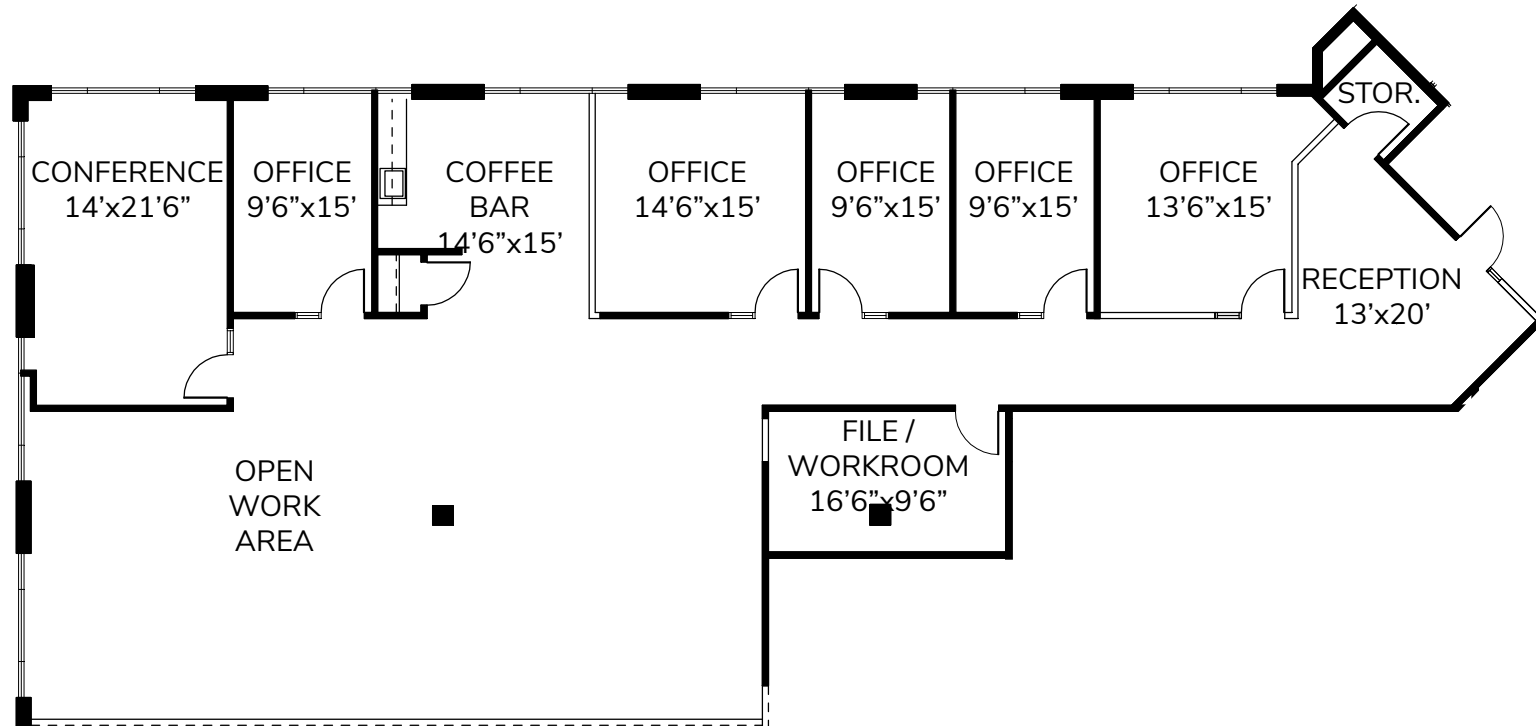 STOR.
CONFERENCE
14’x21’6”
OFFICE
9’6”x15’
COFFEE
BAR
14’6”x15’
OFFICE
14’6”x15’
OFFICE
9’6”x15’
OFFICE
9’6”x15’
OFFICE
13’6”x15’
RECEPTION
13’x20’
FILE /
WORKROOM
16’6”x9’6”
OPEN
WORK
AREA